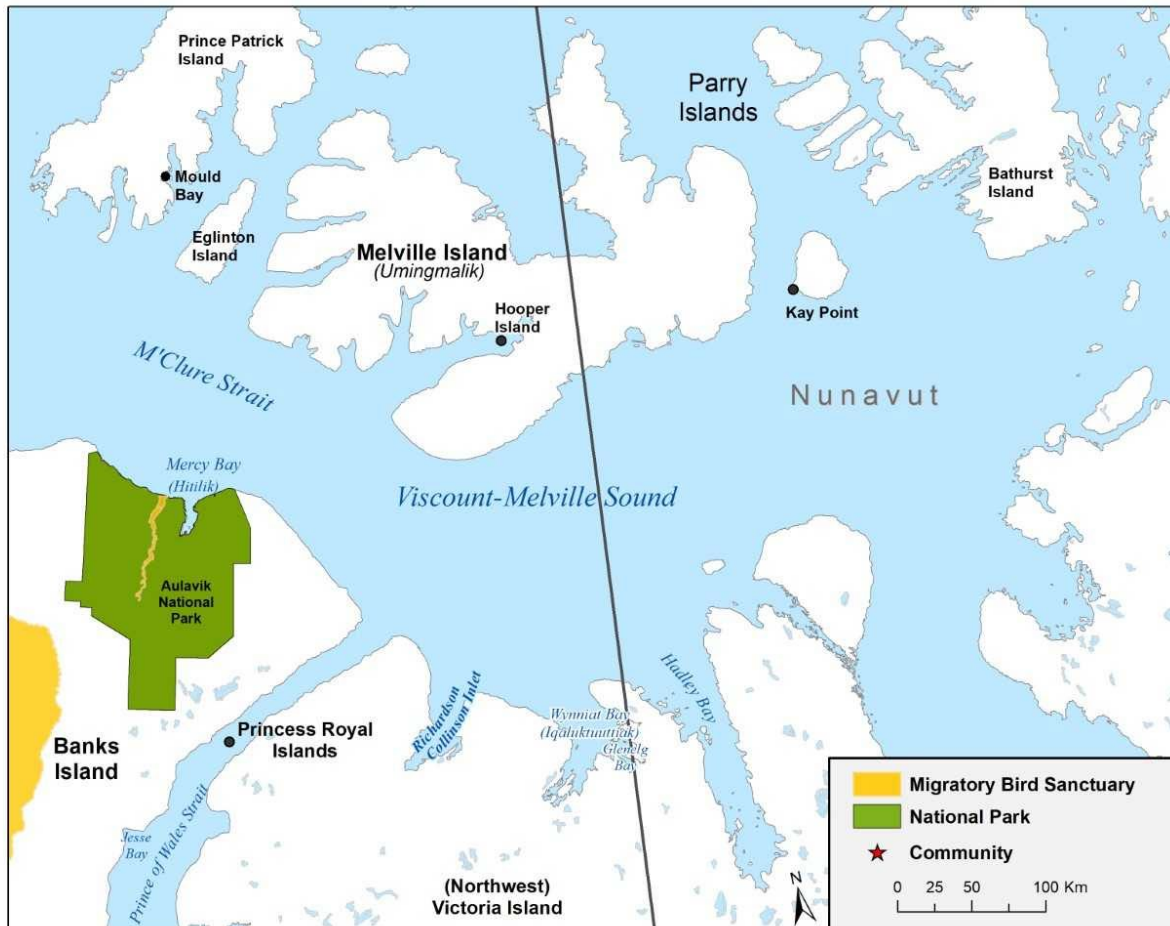 Prince Patrick
Island
Parry
Islands
Mould
Bay
Bathurst
Island
Eglinton
Island
Melville Island
(Umingmalik)
Hooper
Island
Kay Point
M'Clure Strait
Nunavut
Mercy Bay
(Hitilik)
Viscount-Melville Sound
Aulavik
National
Park
Hadley Bay
Richardson
Collinson Inlet
Wynniat Bay
(Iqaluktuuttiak)
Glenelg
Bay
Princess Royal
Islands
Banks
Island
Jesse
Bay
Prince of Wales Strait
(Northwest)
Victoria Island
Migratory Bird Sanctuary
National Park
Community
N
0 25 50 100 Km